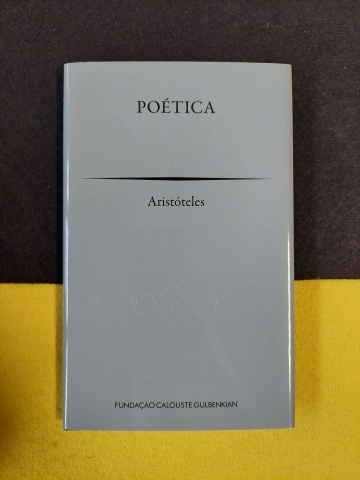 POÉTICA
Aristóteles
FUNDAÇÃO CALOUSTE GULBENKIAN